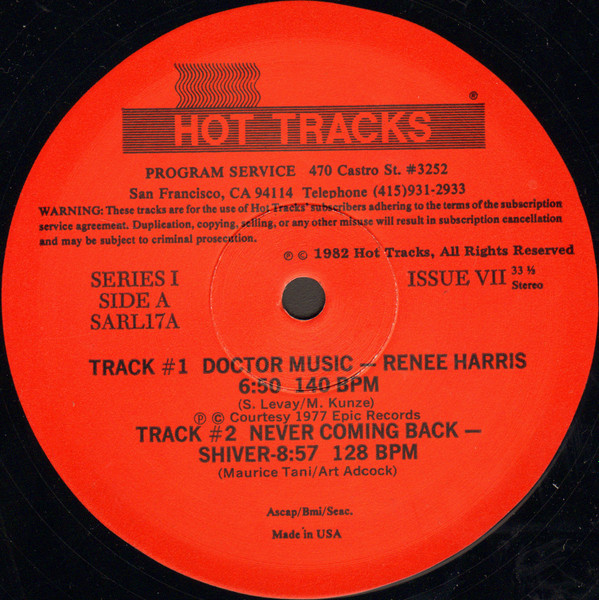 ®
HOT TRACKS
PROGRAM SERVICE 470 Castro St. #3252
San Francisco, CA 94114 Telephone (415)931-2933
WARNING: These tracks are for the use of Hot Tracks' subscribers adhering to the terms of the subscription
service agreement. Duplication, copying, selling, or any other misuse will result in subscription cancellation
and may be subject to criminal prosecution.
℗ © 1982 Hot Tracks, All Rights Reserved
SERIES I
SIDE A
SARL17A
ISSUE VII 33 ⅓
Stereo
TRACK #1 DOCTOR MUSIC — RENEE HARRIS
6:50 140 BPM
(S. Levay/M. Kunze)
℗ © Courtesy 1977 Epic Records
TRACK #2 NEVER COMING BACK —
SHIVER-8:57 128 BPM
(Maurice Tani/Art Adcock)
Ascap/Bmi/Seac.
Made in USA